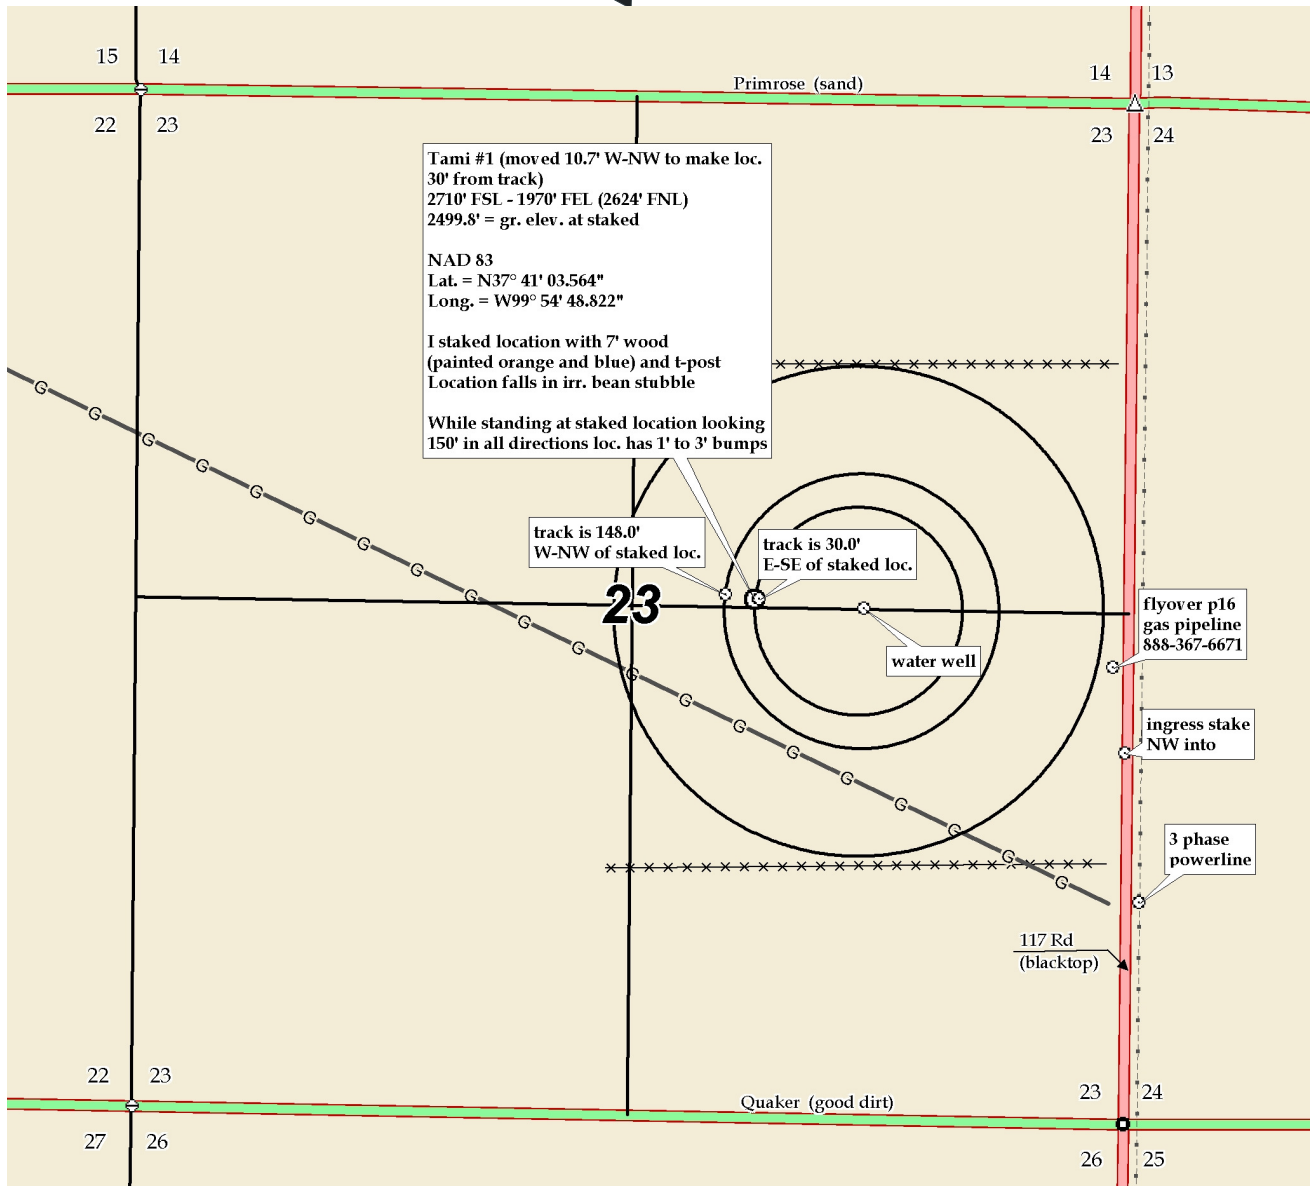 15 14
14 13
Primrose (sand)
22 23
23 24
Tami #1 (moved 10.7' W-NW to make loc.
30' from track)
2710' FSL - 1970' FEL (2624' FNL)
2499.8' = gr. elev. at staked
NAD 83
Lat. = N37° 41' 03.564"
Long. = W99° 54' 48.822"
I staked location with 7' wood
(painted orange and blue) and t-post
Location falls in irr. bean stubble
While standing at staked location looking
150' in all directions loc. has 1' to 3' bumps
track is 148.0'
W-NW of staked loc.
track is 30.0'
E-SE of staked loc.
23
water well
flyover p16
gas pipeline
888-367-6671
ingress stake
NW into
3 phase
powerline
117 Rd
(blacktop)
G G G G G G G G G G G G G G G G G G G G
22 23
23 24
Quaker (good dirt)
27 26
26 25